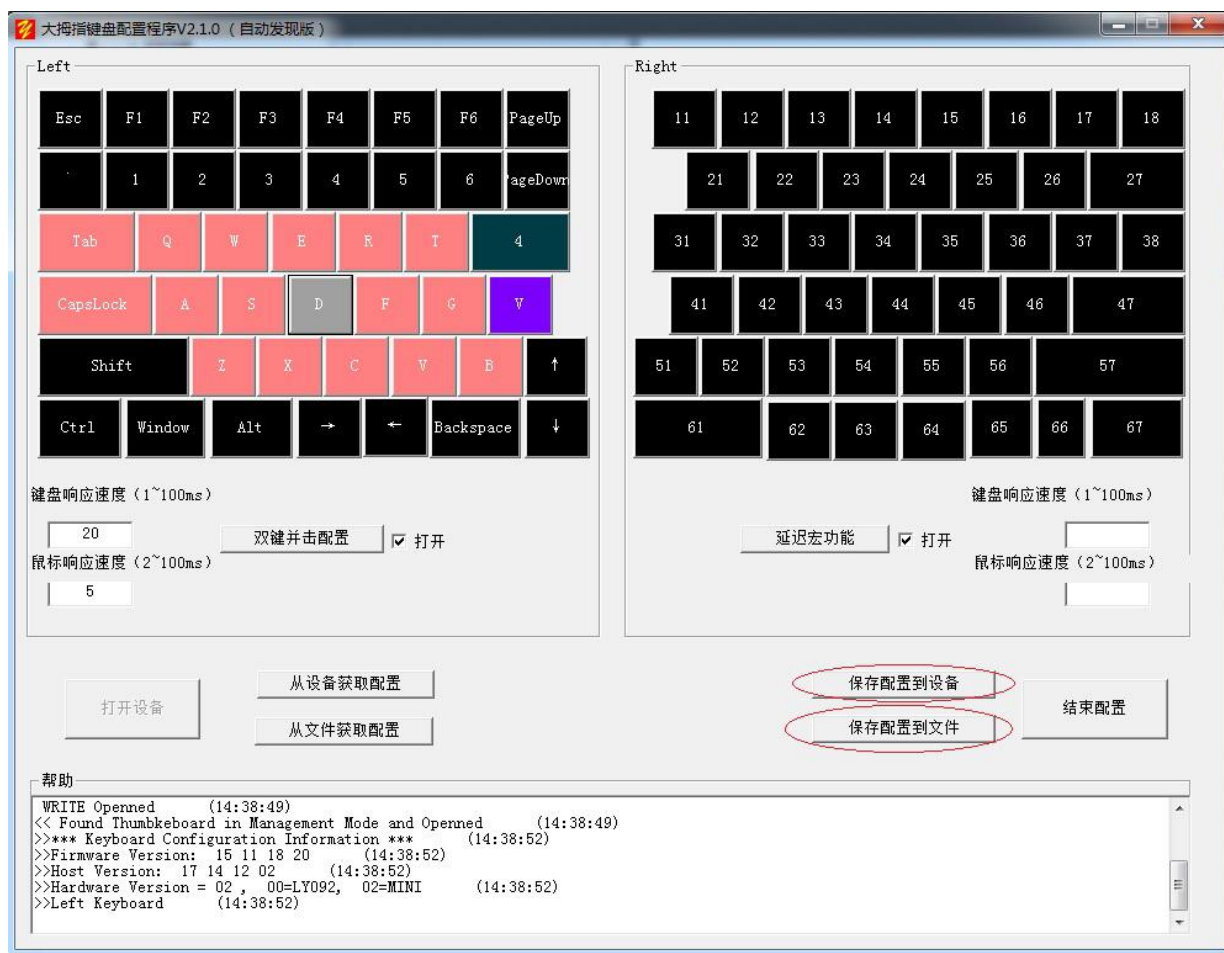 大拇指键盘配置程序V2.1.0 (自动发现版)
Left
Right
Esc F1 F2 F3 F4 F5 F6 PageUp
11 12 13 14 15 16 17 18
` 1 2 3 4 5 6 PageDown
21 22 23 24 25 26 27
Tab Q W E R T 4
31 32 33 34 35 36 37 38
CapsLock A S D F G V
41 42 43 44 45 46 47
Shift Z X C V B ↑
51 52 53 54 55 56 57
Ctrl Window Alt → ← Backspace ↓
61 62 63 64 65 66 67
键盘响应速度(1~100ms)
键盘响应速度(1~100ms)
20
双键并击配置 打开
延迟宏功能 打开
鼠标响应速度(2~100ms)
鼠标响应速度(2~100ms)
5
打开设备
从设备获取配置
保存配置到设备
从文件获取配置
保存配置到文件
结束配置
帮助
WRITE Openned (14:38:49)
<< Found Thumbkeboard in Management Mode and Openned (14:38:49)
>>*** Keyboard Configuration Information *** (14:38:52)
>>Firmware Version: 15 11 18 20 (14:38:52)
>>Host Version: 17 14 12 02 (14:38:52)
>>Hardware Version = 02 , 00=LY092, 02=MINI (14:38:52)
>>Left Keyboard (14:38:52)